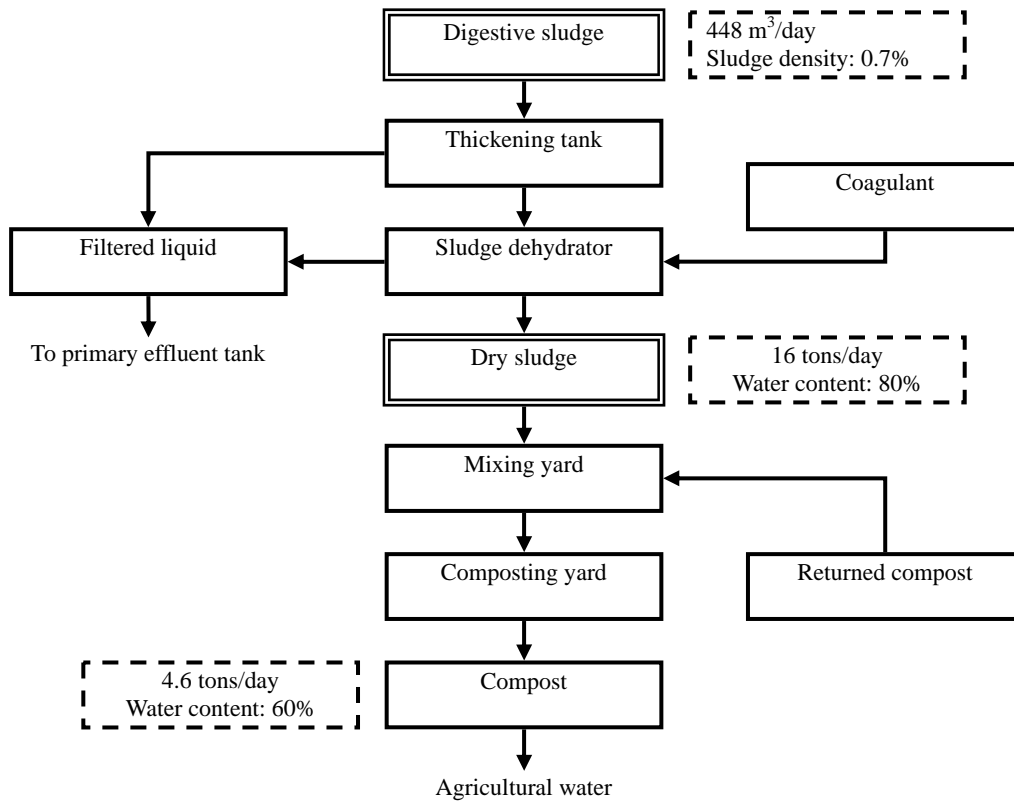 Digestive sludge
448 m³/day
Sludge density: 0.7%
Thickening tank
Coagulant
Filtered liquid
Sludge dehydrator
To primary effluent tank
Dry sludge
16 tons/day
Water content: 80%
Mixing yard
Composting yard
Returned compost
4.6 tons/day
Water content: 60%
Compost
Agricultural water